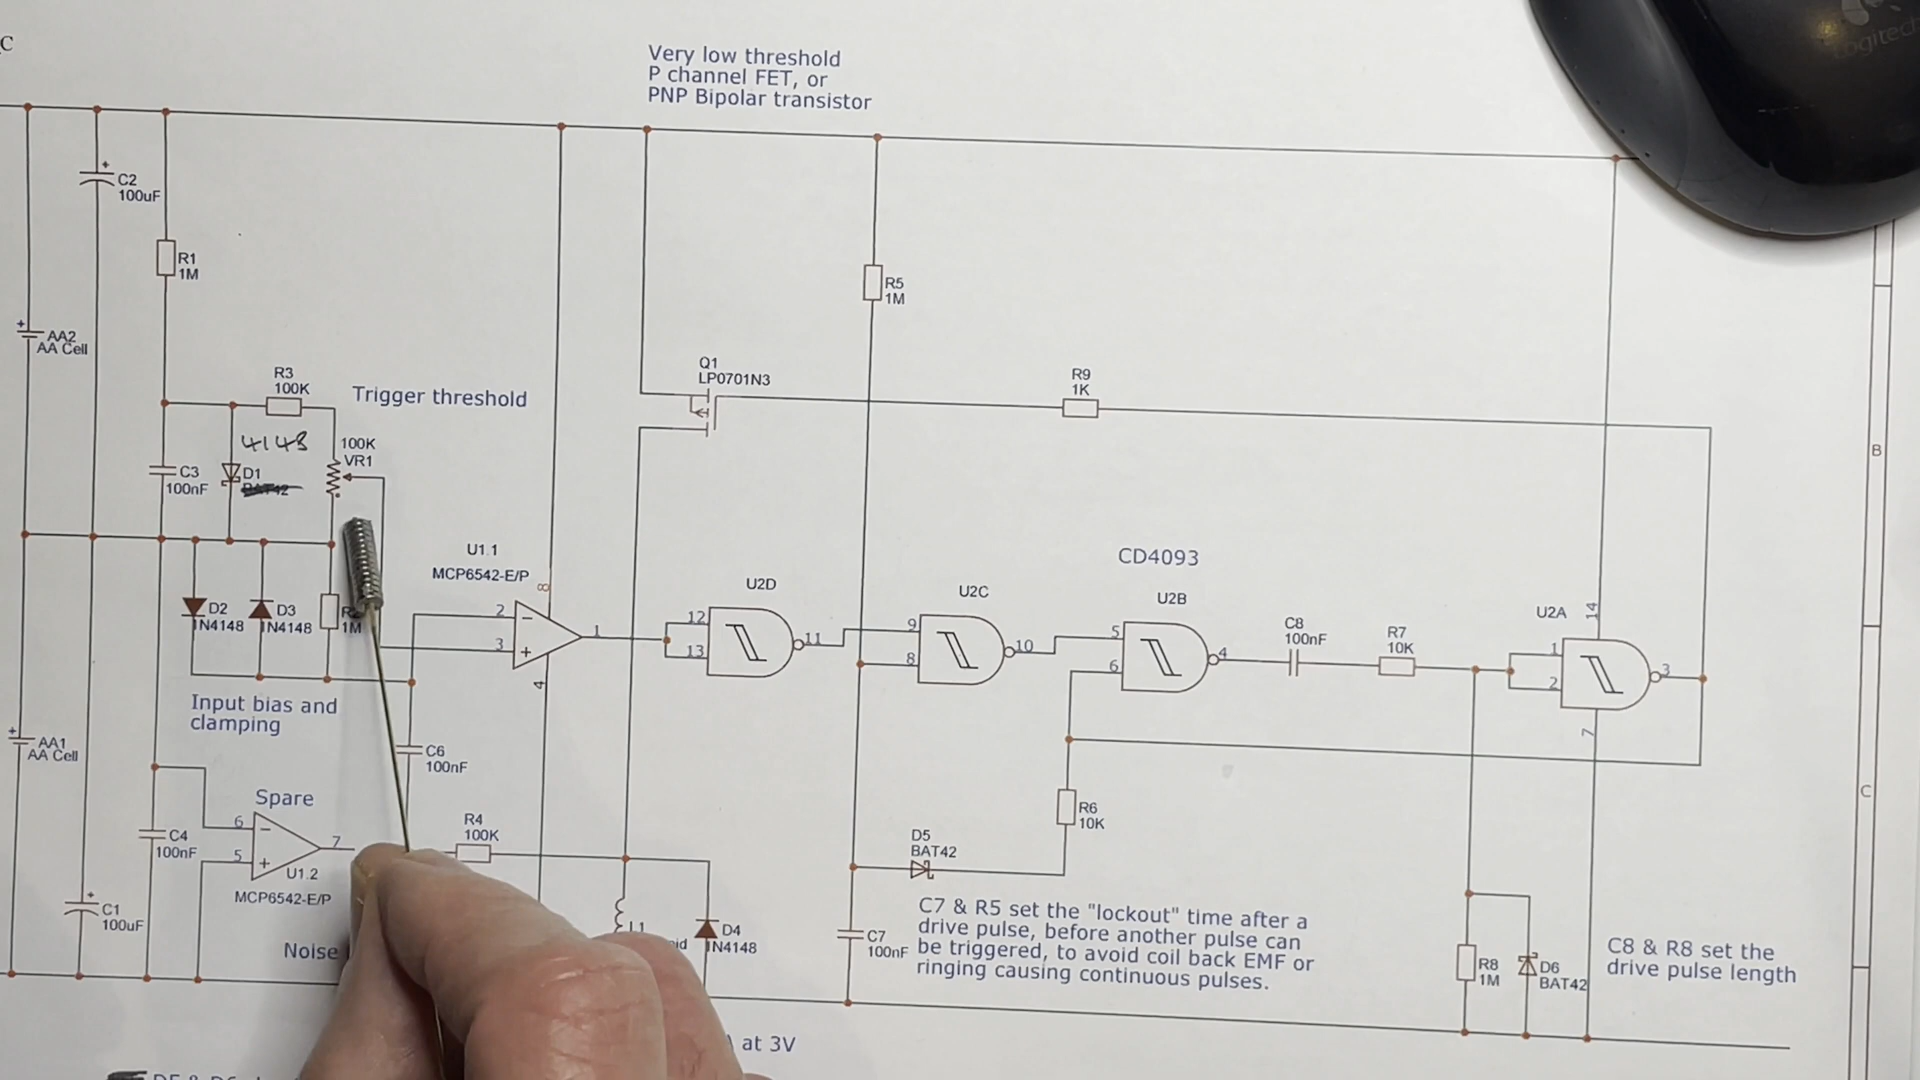 C
Very low threshold
P channel FET, or
PNP Bipolar transistor
Logitech
+
C2
100uF
R1
1M
R5
1M
+
AA2
AA Cell
R3
100K
Trigger threshold
Q1
LP0701N3
R9
1K
4148
100K
VR1
C3
100nF
D1
B
U1.1
MCP6542-E/P
8
2
3
1
4
CD4093
U2D
12
13
11
U2C
9
8
10
U2B
5
6
4
C8
100nF
R7
10K
U2A
14
1
2
3
7
D2
1N4148
D3
1N4148
1M
Input bias and
clamping
+
AA1
AA Cell
C6
100nF
Spare
6
5
7
U1.2
MCP6542-E/P
C4
100nF
R4
100K
+
C1
100uF
Noise
L1
D4
1N4148
D5
BAT42
R6
10K
C
C7
100nF
C7 & R5 set the "lockout" time after a
drive pulse, before another pulse can
be triggered, to avoid coil back EMF or
ringing causing continuous pulses.
R8
1M
D6
BAT42
C8 & R8 set the
drive pulse length
at 3V